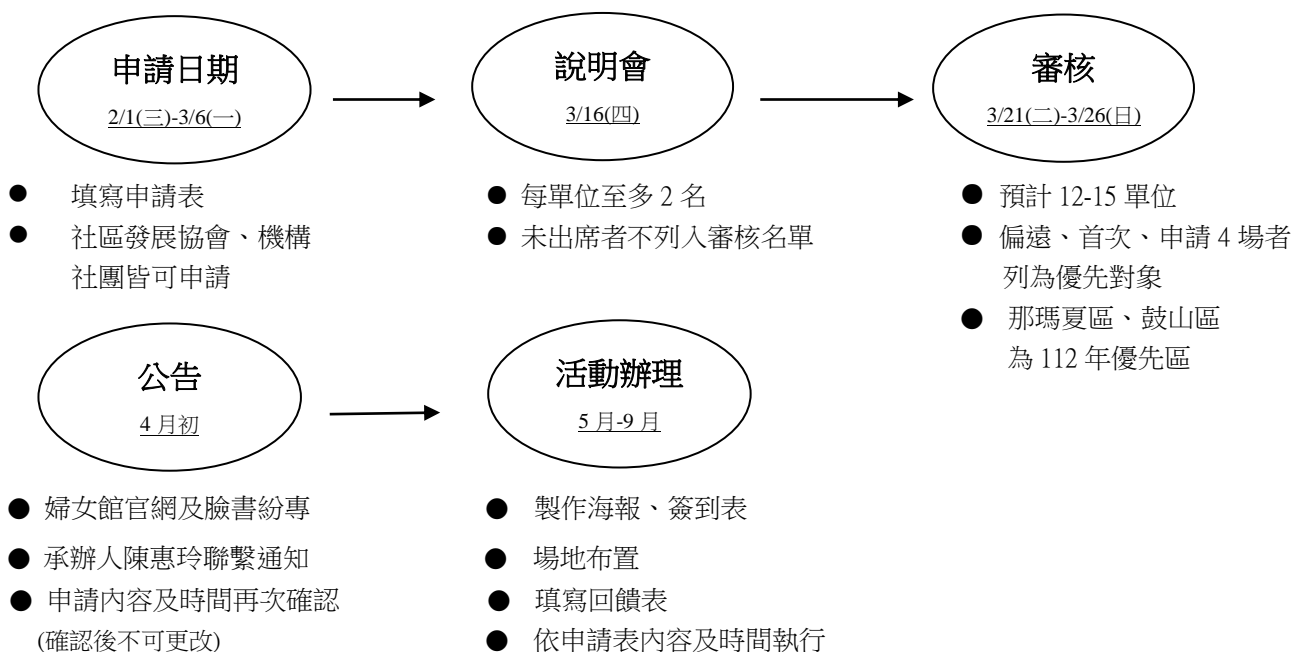 申請日期
2/1(三)-3/6(一)
● 填寫申請表
● 社區發展協會、機構
社團皆可申請
說明會
3/16(四)
● 每單位至多 2 名
● 未出席者不列入審核名單
審核
3/21(二)-3/26(日)
● 預計 12-15 單位
● 偏遠、首次、申請 4 場者
列為優先對象
● 那瑪夏區、鼓山區
為 112 年優先區
公告
4 月初
● 婦女館官網及臉書紛專
● 承辦人陳惠玲聯繫通知
● 申請內容及時間再次確認
(確認後不可更改)
活動辦理
5 月-9 月
● 製作海報、簽到表
● 場地布置
● 填寫回饋表
● 依申請表內容及時間執行